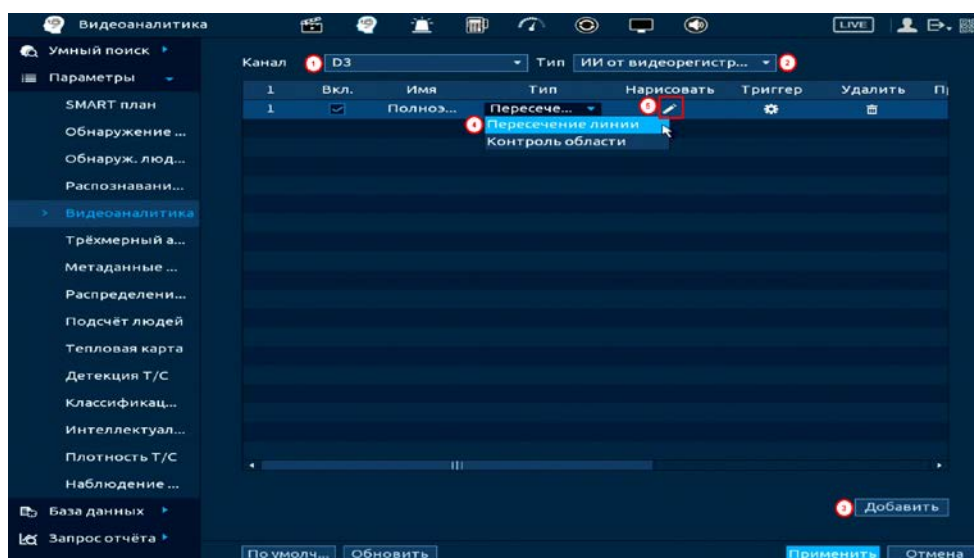 Видеоаналитика
LIVE
Умный поиск
Параметры
SMART план
Обнаружение ...
Обнаруж. люд...
Распознавани...
Видеоаналитика
Трёхмерный а...
Метаданные ...
Распределени...
Подсчёт людей
Тепловая карта
Детекция Т/С
Классификац...
Интеллектуал...
Плотность Т/С
Наблюдение ...
База данных
Запрос отчёта
Канал 1 D3 Тип ИИ от видеорегистр... 2
1 Вкл. Имя Тип Нарисовать Триггер Удалить П
1 Полноэ... Пересече... 5
4 Пересечение линии
Контроль области
3 Добавить
По умолч... Обновить Применить Отмена